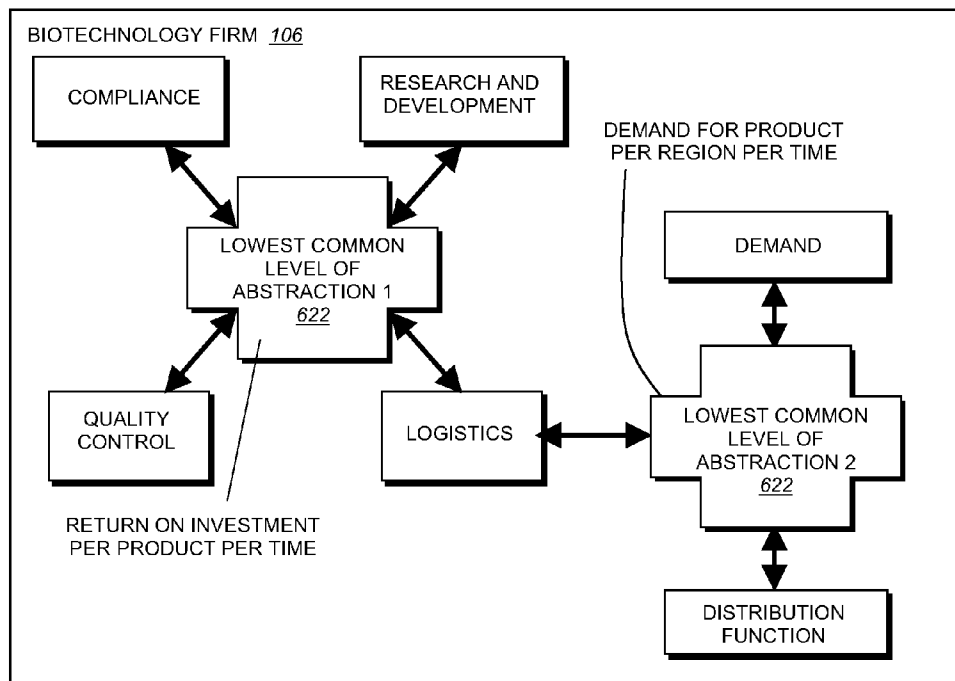 BIOTECHNOLOGY FIRM 106
COMPLIANCE
RESEARCH AND
DEVELOPMENT
DEMAND FOR PRODUCT
PER REGION PER TIME
LOWEST COMMON
LEVEL OF
ABSTRACTION 1
622
DEMAND
QUALITY
CONTROL
LOGISTICS
LOWEST COMMON
LEVEL OF
ABSTRACTION 2
622
RETURN ON INVESTMENT
PER PRODUCT PER TIME
DISTRIBUTION
FUNCTION